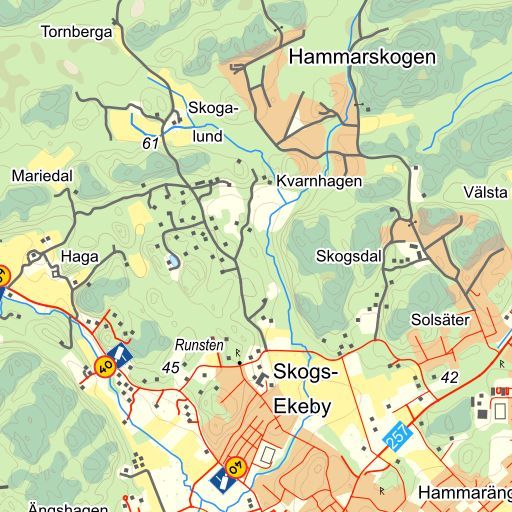 Tornberga
Hammarskogen
Skoga-
lund
61
Mariedal
Kvarnhagen
Välsta
Haga
Skogsdal
Solsäter
Runsten
R
R
45
40
Skogs-
Ekeby
42
257
40
R
Ängshagen
Hammaräng